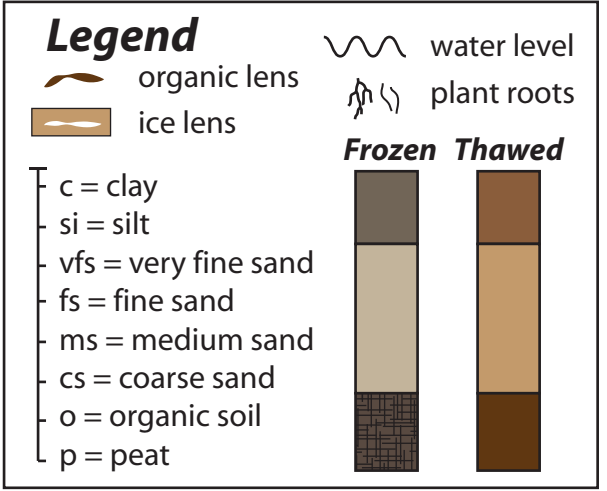 Legend
organic lens
ice lens
water level
plant roots
Frozen Thawed
c = clay
si = silt
vfs = very fine sand
fs = fine sand
ms = medium sand
cs = coarse sand
o = organic soil
p = peat